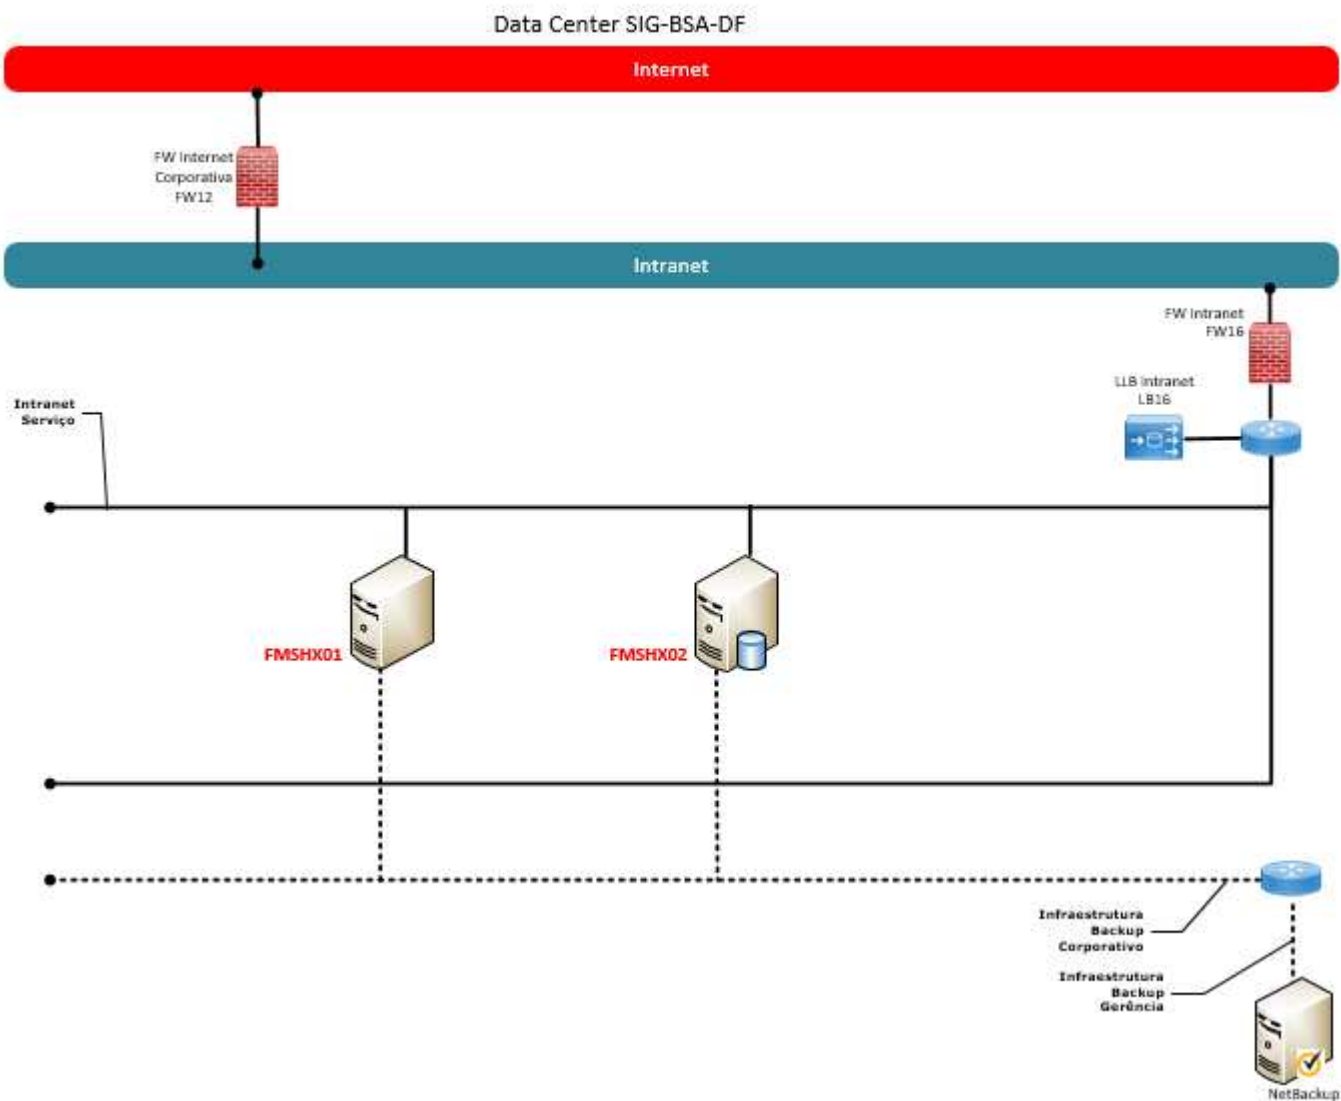 Data Center SIG-BSA-DF
Internet
FW Internet
Corporativa
FW12
Intranet
FW Intranet
FW16
LLB Intranet
LB16
Intranet
Serviço
FMSHX01
FMSHX02
Infraestrutura
Backup
Corporativo
Infraestrutura
Backup
Gerência
NetBackup